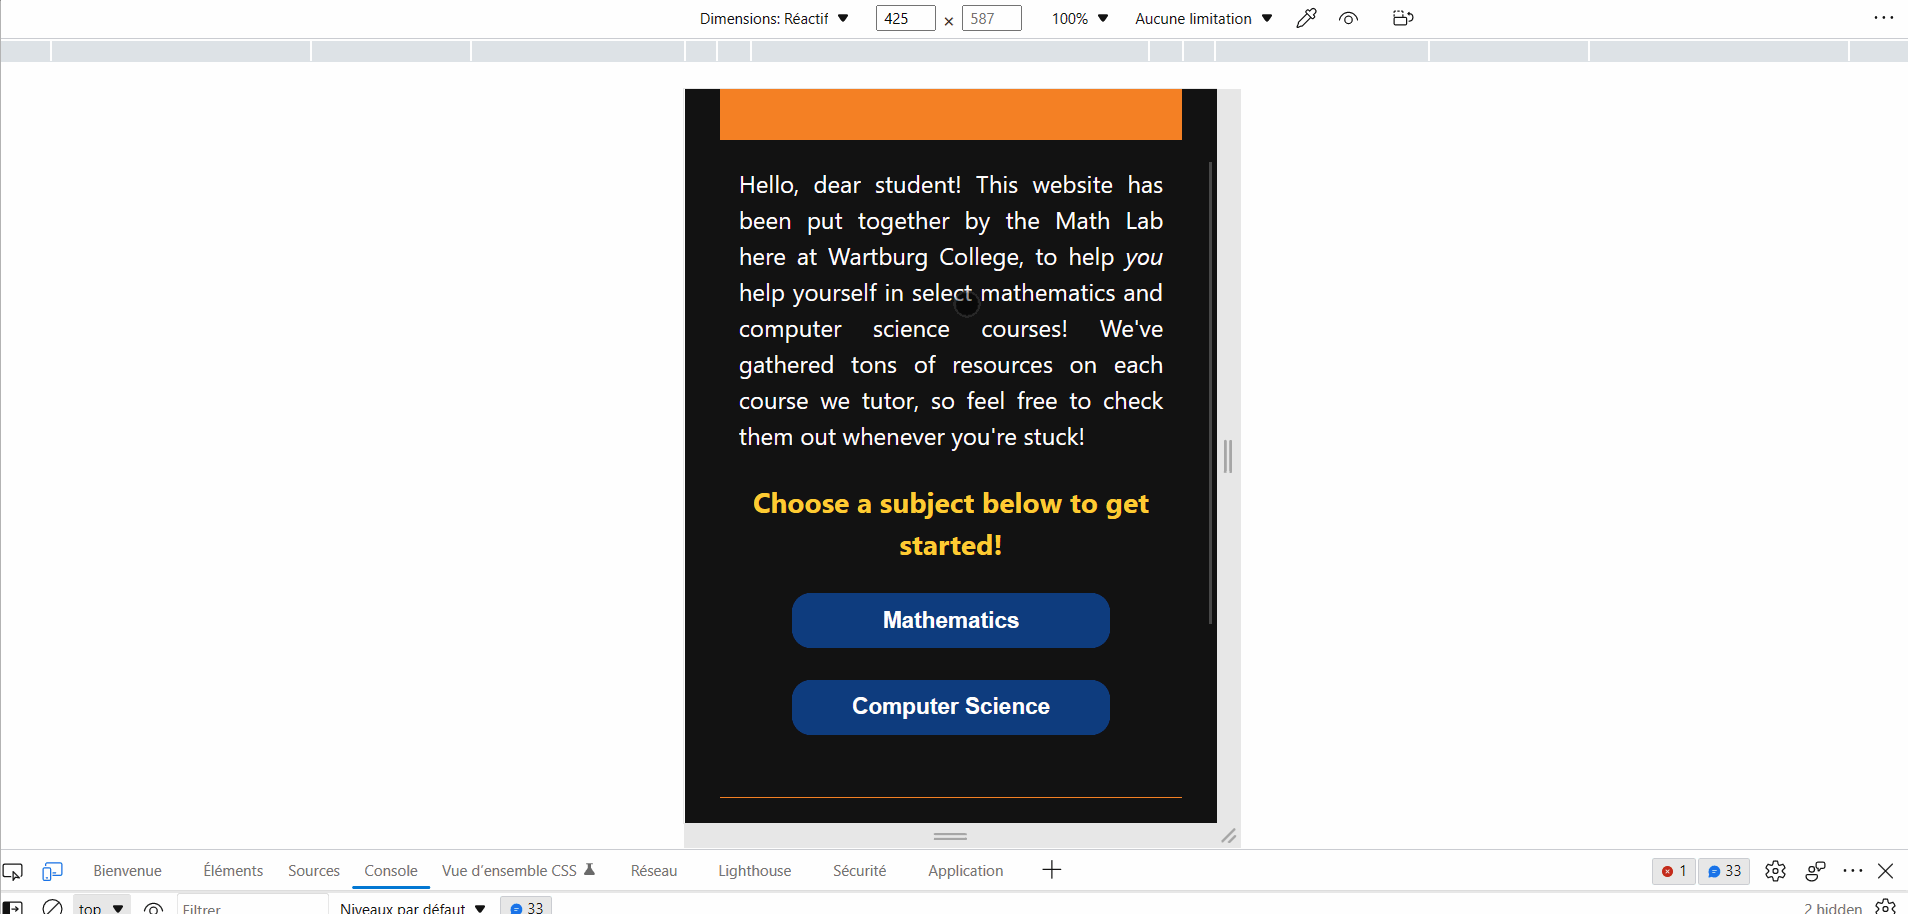 Dimensions: Réactif 425 × 587 100% Aucune limitation
Hello, dear student! This website has
been put together by the Math Lab
here at Wartburg College, to help you
help yourself in select mathematics and
computer science courses! We've
gathered tons of resources on each
course we tutor, so feel free to check
them out whenever you're stuck!
Choose a subject below to get
started!
Mathematics
Computer Science
Bienvenue Éléments Sources Console Vue d'ensemble CSS Réseau Lighthouse Sécurité Application 1 33
top Filtrer Niveaux par défaut 33 2 hidden